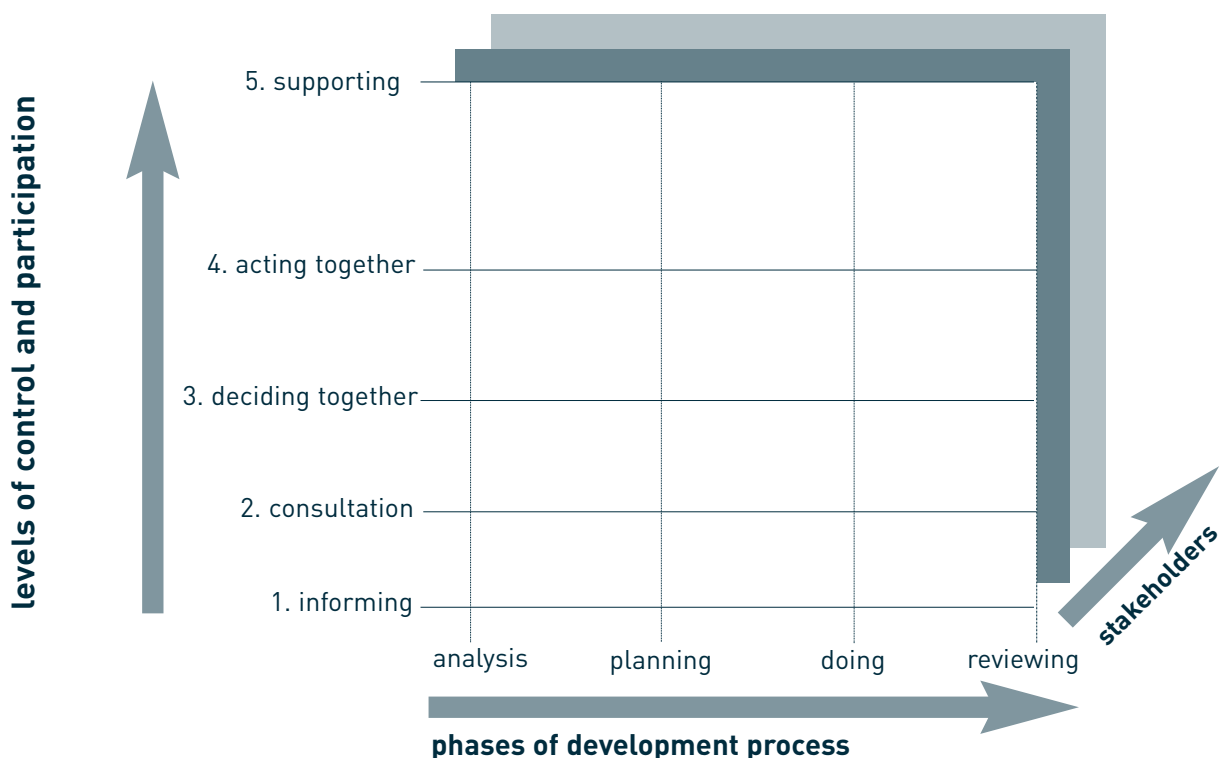 levels of control and participation
5. supporting
4. acting together
3. deciding together
2. consultation
1. informing
analysis
planning
doing
reviewing
stakeholders
phases of development process